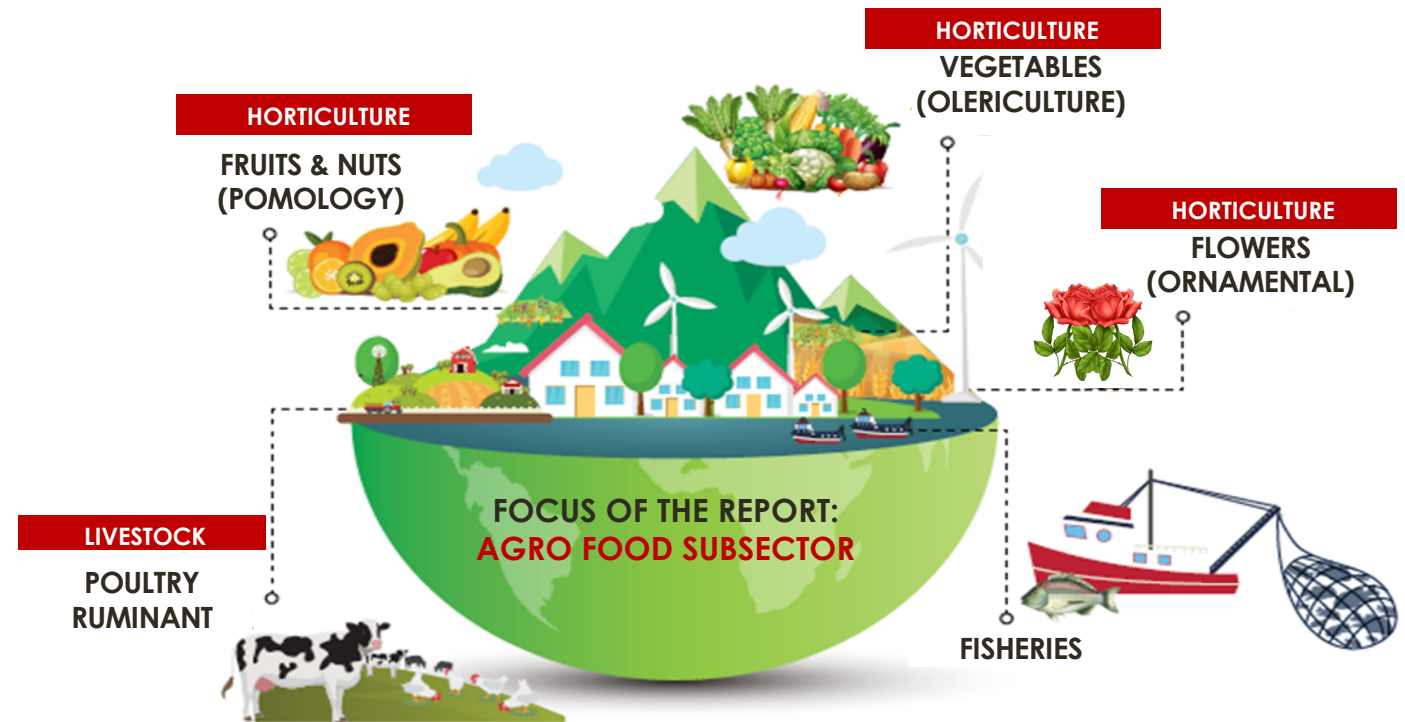 HORTICULTURE
VEGETABLES
(OLERICULTURE)
HORTICULTURE
FRUITS & NUTS
(POMOLOGY)
HORTICULTURE
FLOWERS
(ORNAMENTAL)
FOCUS OF THE REPORT:
AGRO FOOD SUBSECTOR
LIVESTOCK
POULTRY
RUMINANT
FISHERIES